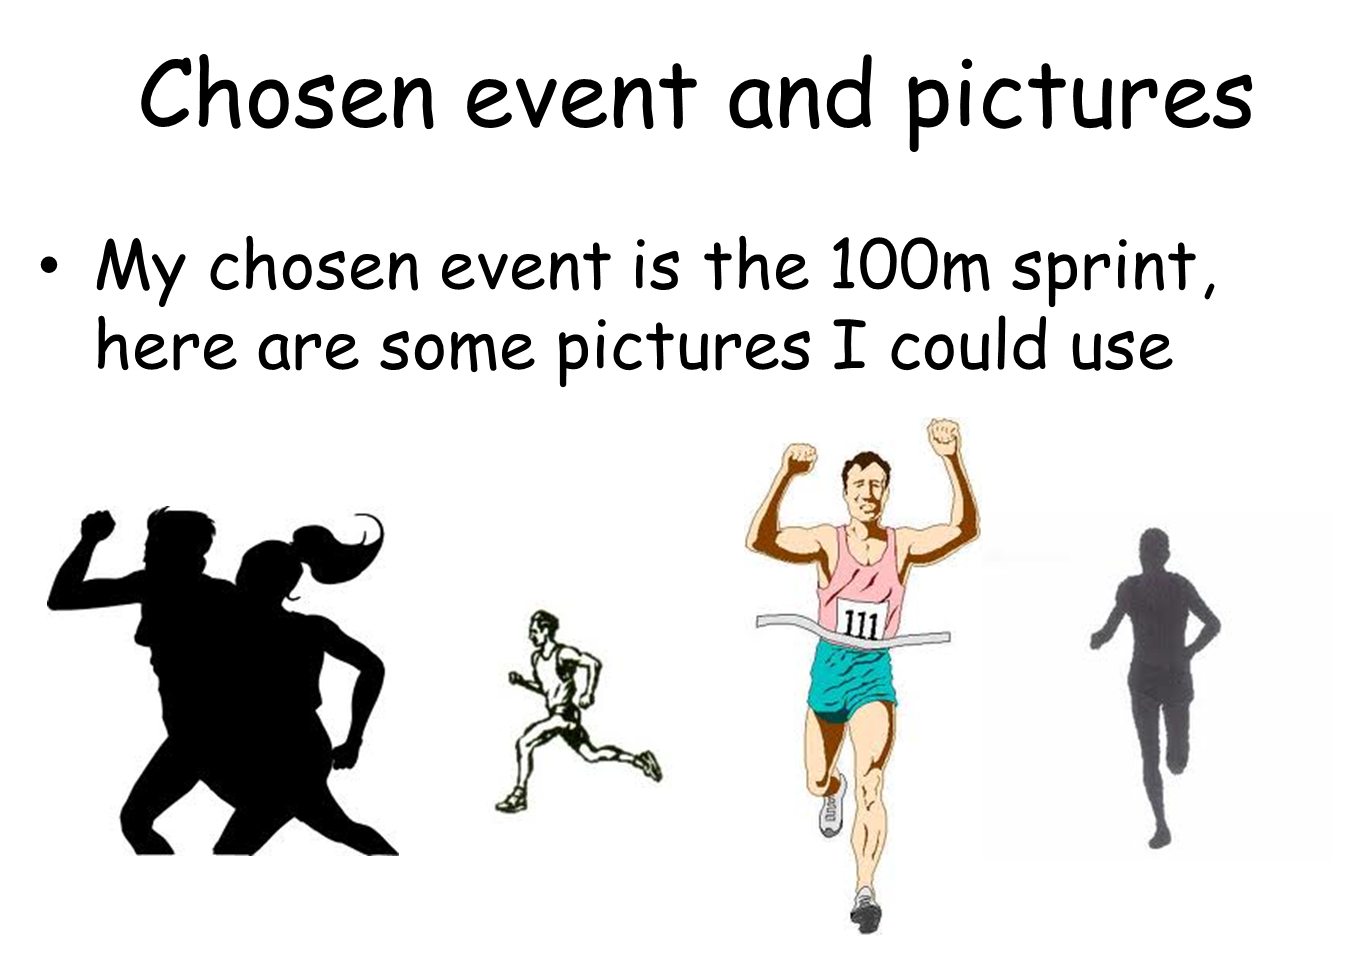 Chosen event and pictures
• My chosen event is the 100m sprint,
here are some pictures I could use
111